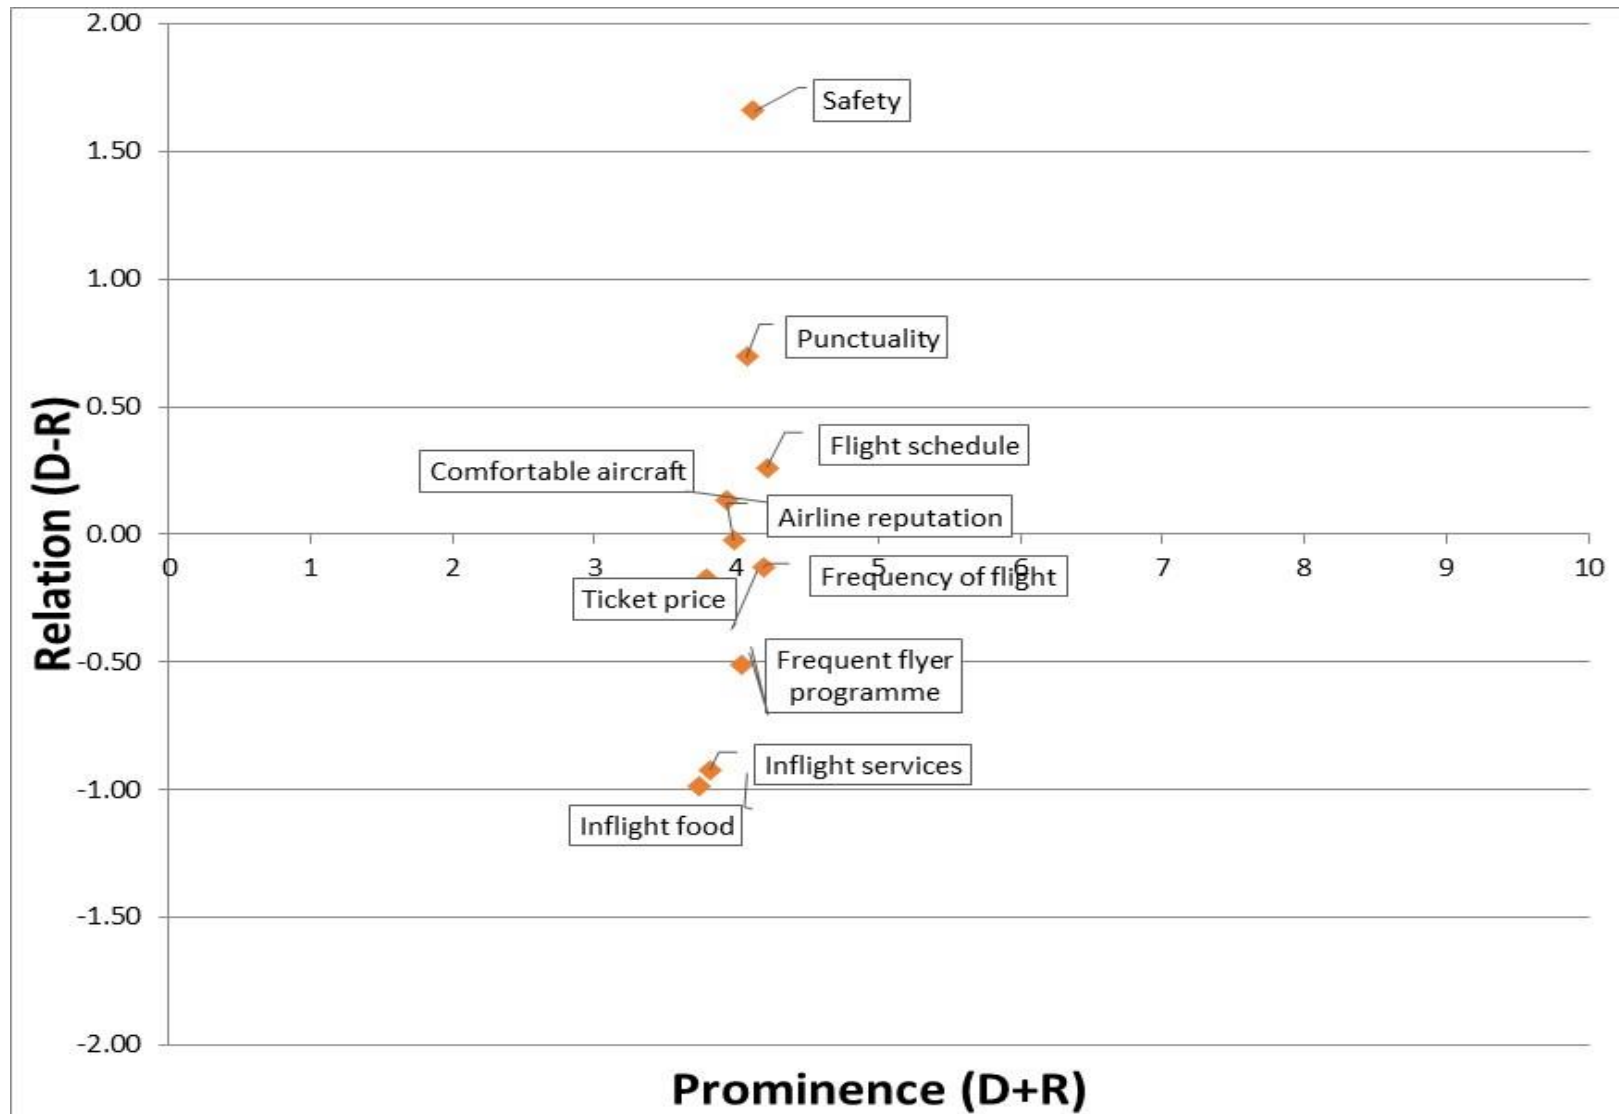 2.00
Safety
1.50
1.00
Punctuality
0.50
Flight schedule
Comfortable aircraft
Airline reputation
0.00
0 1 2 3 4 5 6 7 8 9 10
Frequency of flight
Ticket price
-0.50
Frequent flyer
programme
Inflight services
-1.00
Inflight food
-1.50
-2.00
Relation (D-R)
Prominence (D+R)